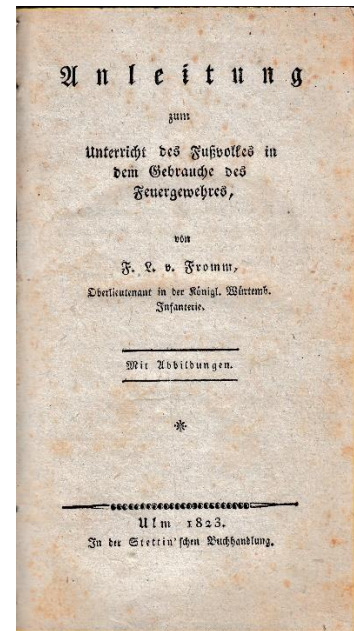 Anleitung
zum
Unterricht des Fußvolkes in
dem Gebrauche des
Feuergewehres,
von
F. L. v. Fromm,
Oberlieutenant in der Königl. Würtemb.
Infanterie.
Mit Abbildungen.
Ulm 1823.
In der Stettin'schen Buchhandlung.